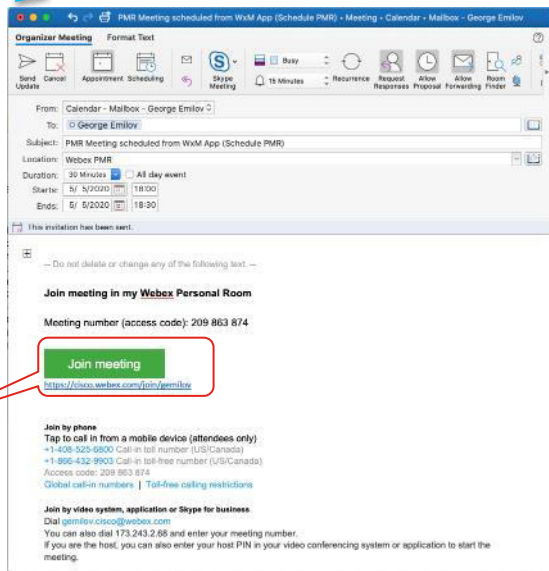 PMR Meeting scheduled from WxM App (Schedule PMR) • Meeting • Calendar • Mailbox - George Emilov
Organizer Meeting Format Text
Send Update Cancel Appointment Scheduling Skype Meeting Busy 15 Minutes Recurrence Request Responses Allow Proposal Allow Forwarding Room Finder
From: Calendar - Mailbox - George Emilov
To: George Emilov
Subject: PMR Meeting scheduled from WxM App (Schedule PMR)
Location: Webex PMR
Duration: 30 Minutes All day event
Starts: 5/ 5/2020 18:00
Ends: 5/ 5/2020 18:30
This invitation has been sent.
-- Do not delete or change any of the following text. --
Join meeting in my Webex Personal Room
Meeting number (access code): 209 863 874
Join meeting
https://cisco.webex.com/join/gemilov
Join by phone
Tap to call in from a mobile device (attendees only)
+1-408-525-6800 Call-in toll number (US/Canada)
+1-866-432-9903 Call-in toll-free number (US/Canada)
Access code: 209 863 874
Global call-in numbers | Toll-free calling restrictions
Join by video system, application or Skype for business
Dial gemilov.cisco@webex.com
You can also dial 173.243.2.68 and enter your meeting number.
If you are the host, you can also enter your host PIN in your video conferencing system or application to start the
meeting.